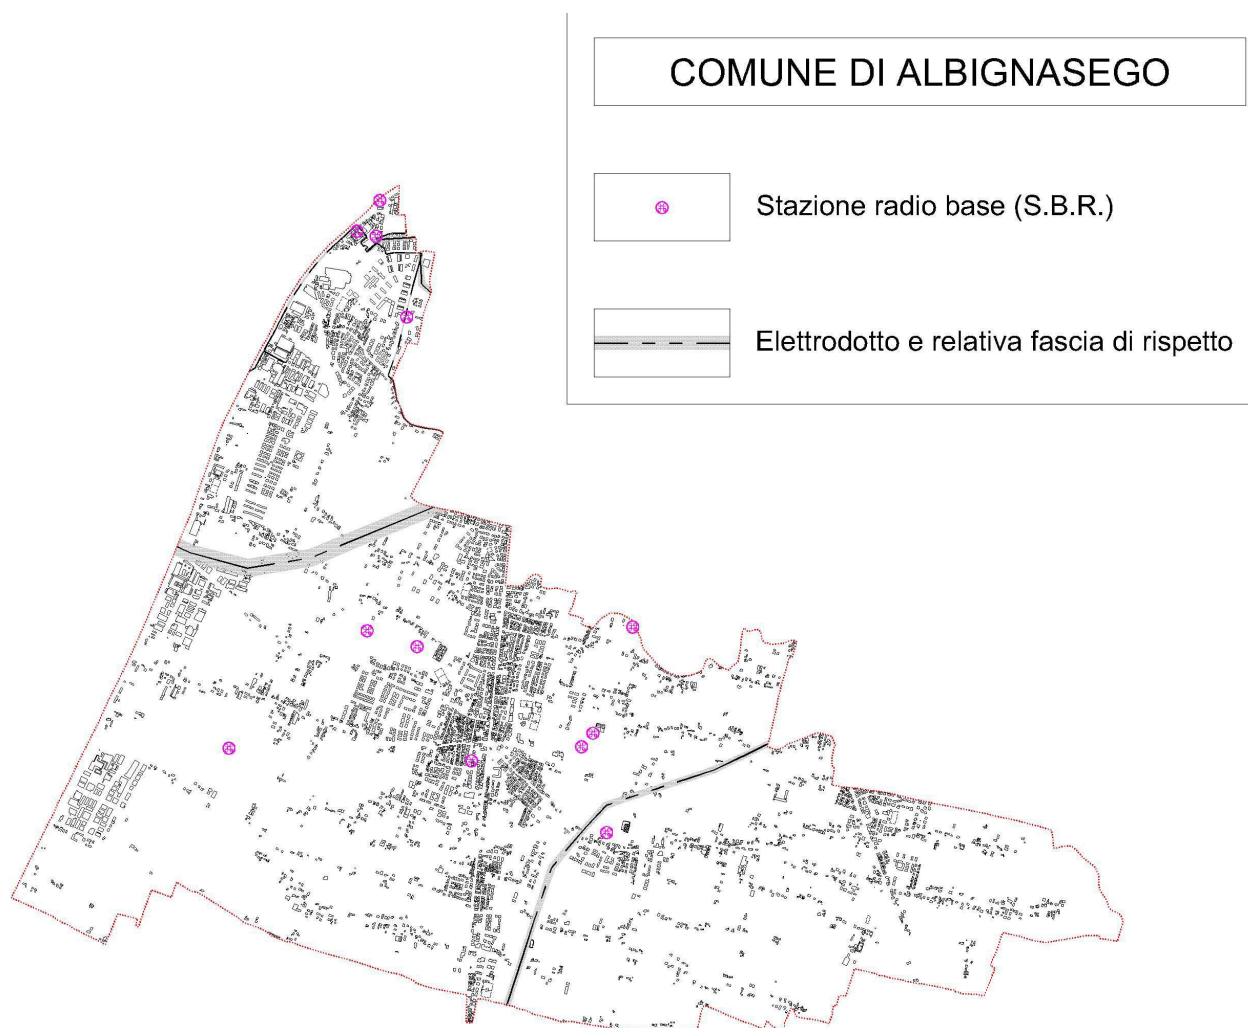 COMUNE DI ALBIGNASEGO
Stazione radio base (S.B.R.)
Elettrodotto e relativa fascia di rispetto